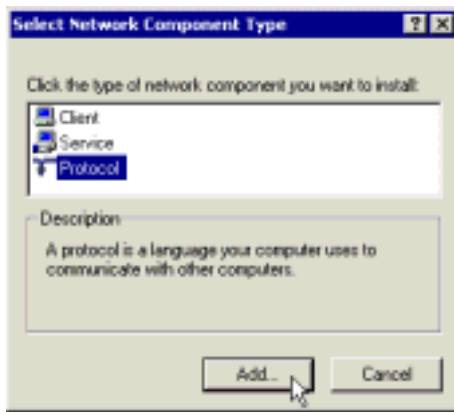 Select Network Component Type
Click the type of network component you want to install:
Client
Service
Protocol
Description
A protocol is a language your computer uses to
communicate with other computers.
Add...
Cancel